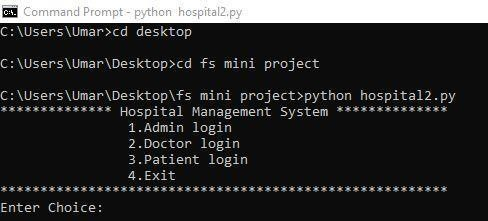 Command Prompt - python hospital2.py
C:\Users\Umar>cd desktop
C:\Users\Umar\Desktop>cd fs mini project
C:\Users\Umar\Desktop\fs mini project>python hospital2.py
************** Hospital Management System **************
1.Admin login
2.Doctor login
3.Patient login
4.Exit
********************************************************
Enter Choice: